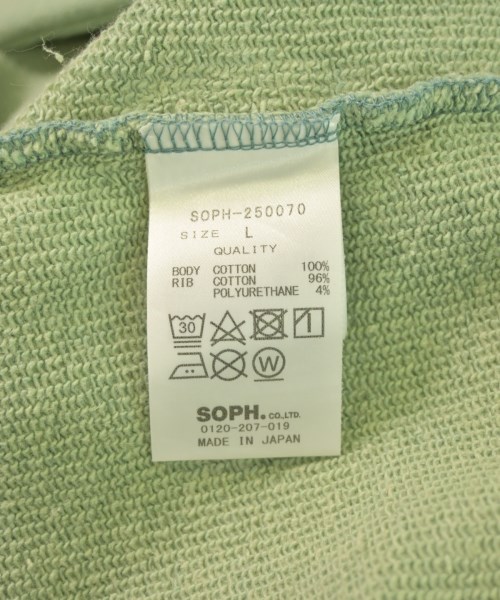 SOPH-250070
SIZE L
QUALITY
BODY COTTON 100%
RIB COTTON 96%
POLYURETHANE 4%
30
W
SOPH. CO.,LTD.
0120-207-019
MADE IN JAPAN